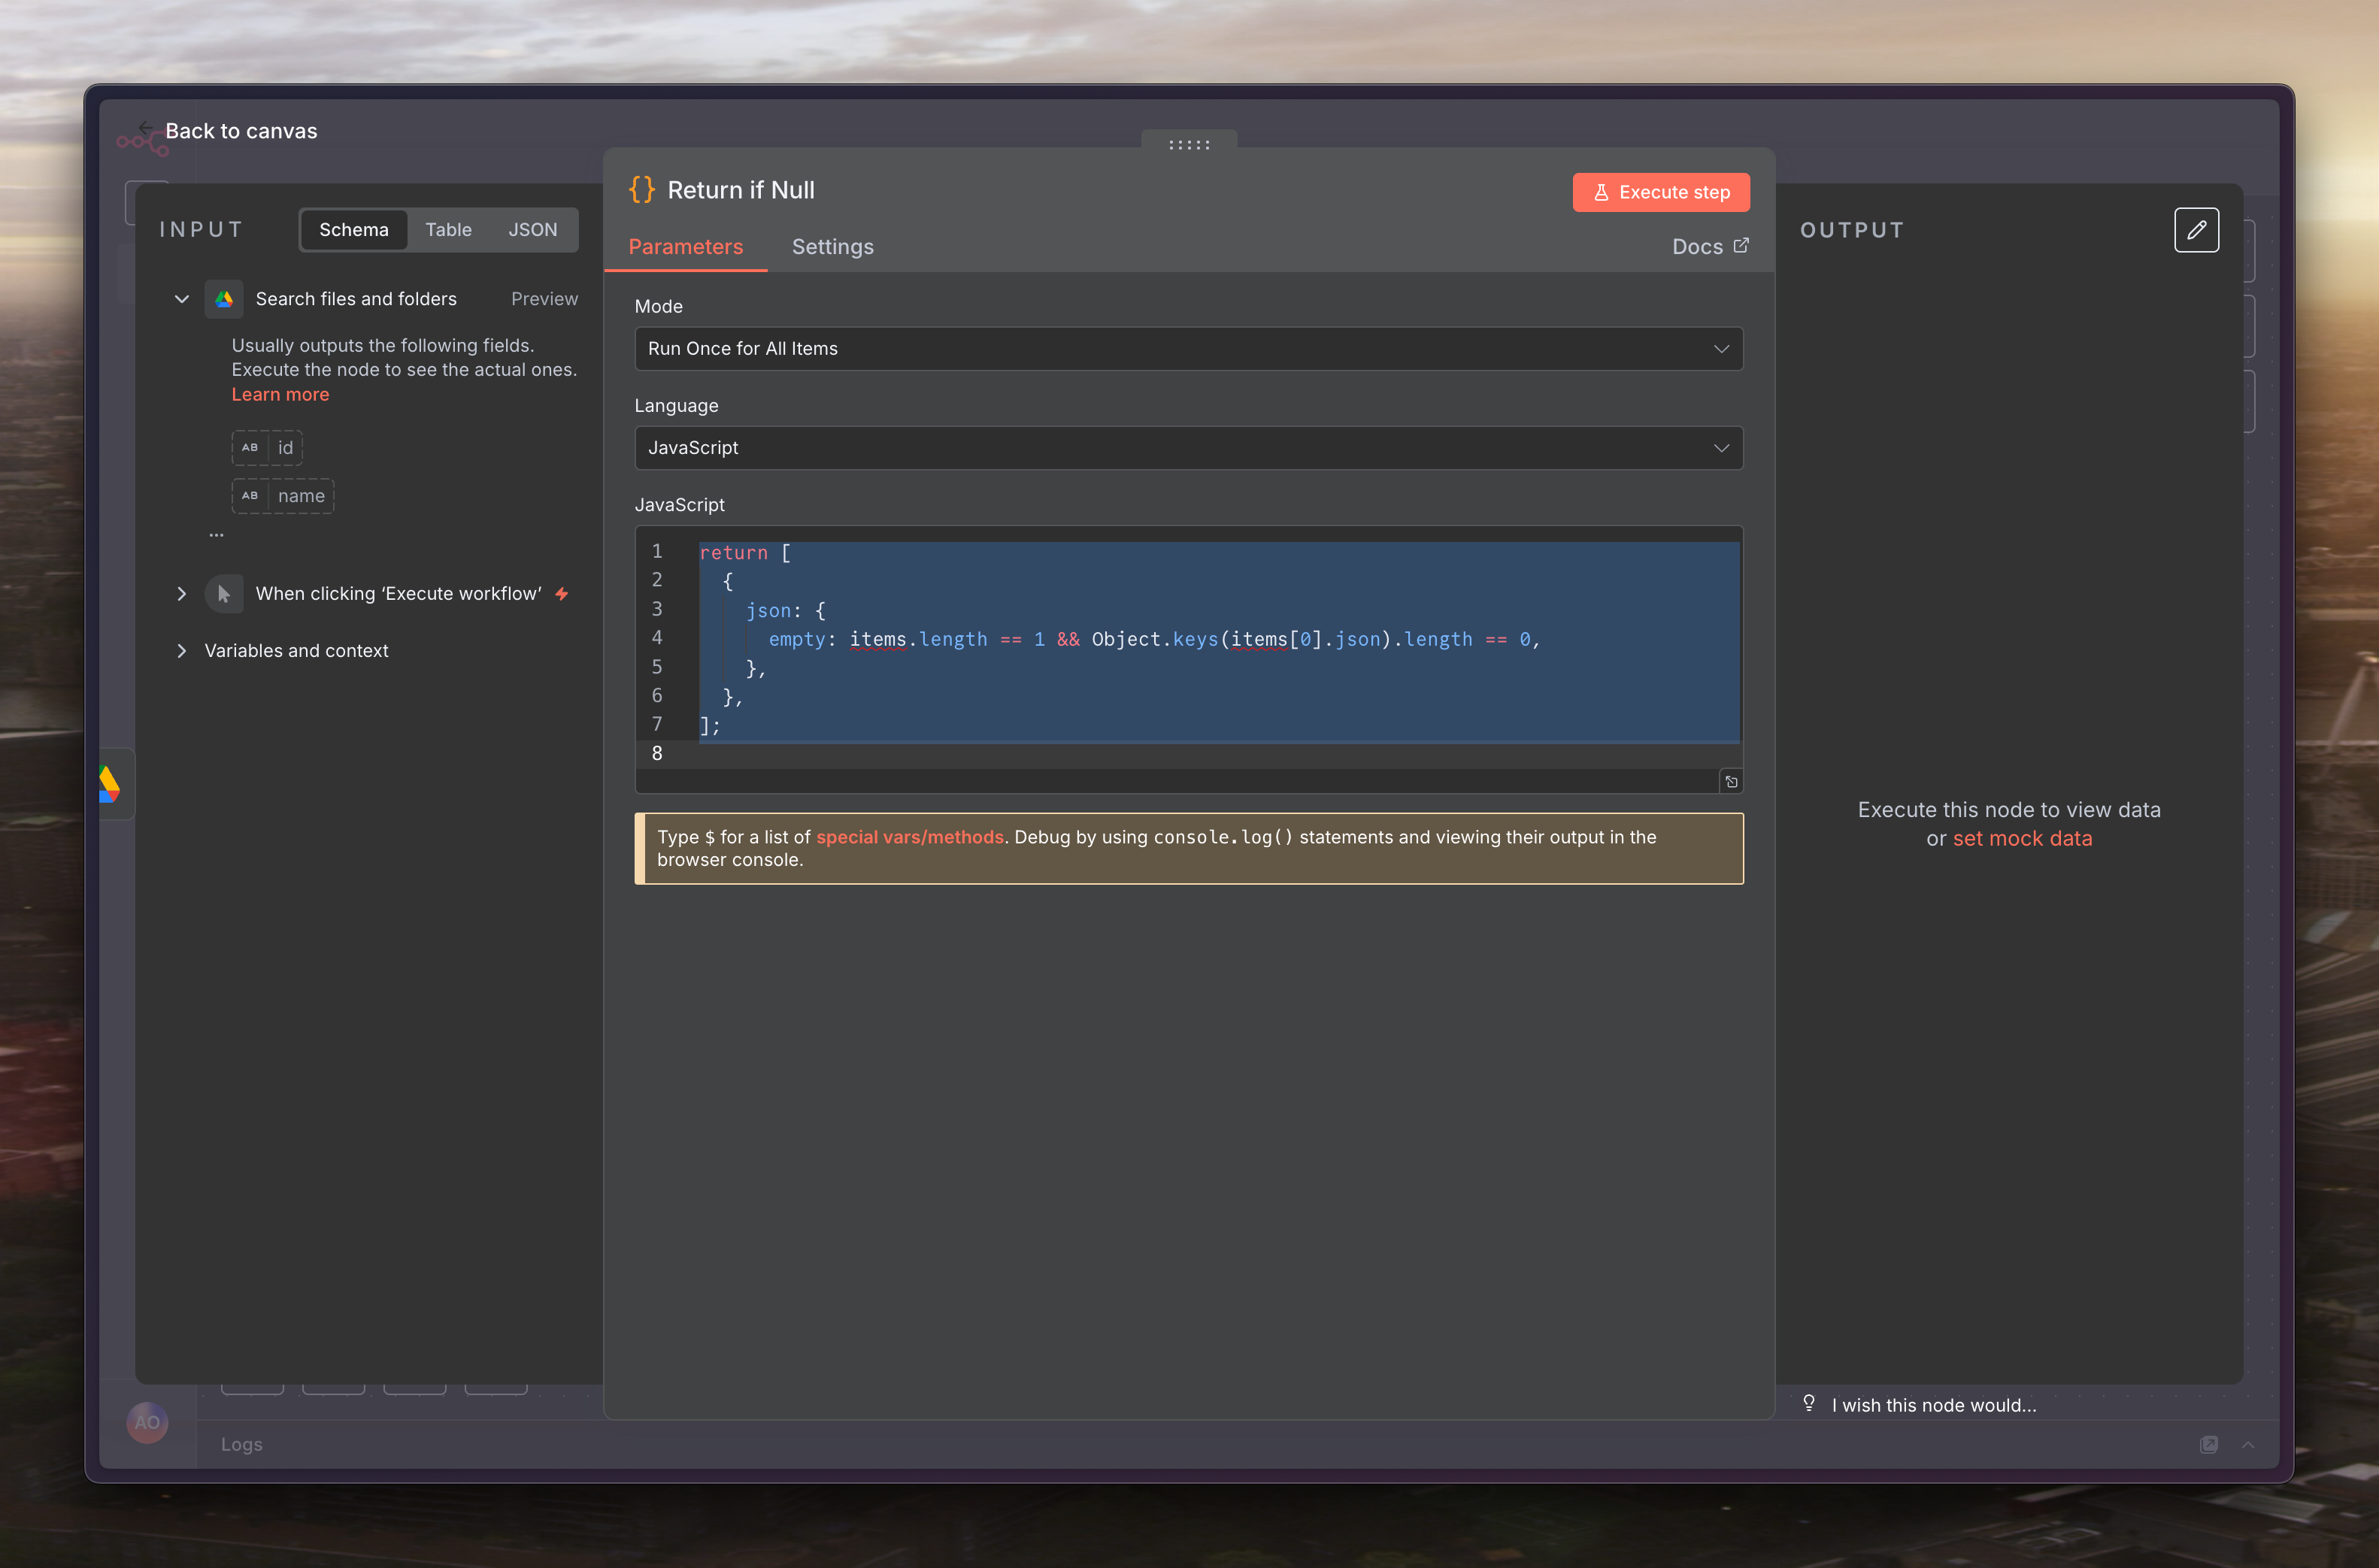 Back to canvas
INPUT
Schema
Table
JSON
Search files and folders
Preview
Usually outputs the following fields.
Execute the node to see the actual ones.
Learn more
AB id
AB name
...
When clicking ‘Execute workflow’
Variables and context
{} Return if Null
Execute step
Parameters
Settings
Docs
Mode
Run Once for All Items
Language
JavaScript
JavaScript
1 return [
2 {
3 json: {
4 empty: items.length == 1 && Object.keys(items[0].json).length == 0,
5 },
6 },
7 ];
8
Type $ for a list of special vars/methods. Debug by using console.log() statements and viewing their output in the
browser console.
OUTPUT
Execute this node to view data
or set mock data
I wish this node would...
AO
Logs